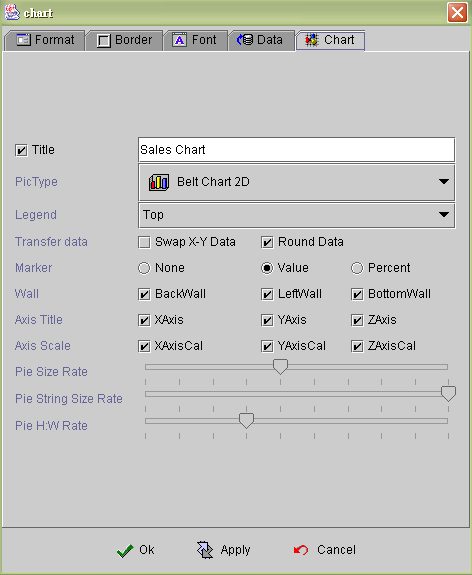 chart
Format Border Font Data Chart
Title Sales Chart
PicType Belt Chart 2D
Legend Top
Transfer data Swap X-Y Data Round Data
Marker None Value Percent
Wall BackWall LeftWall BottomWall
Axis Title XAxis YAxis ZAxis
Axis Scale XAxisCal YAxisCal ZAxisCal
Pie Size Rate
Pie String Size Rate
Pie H:W Rate
Ok Apply Cancel